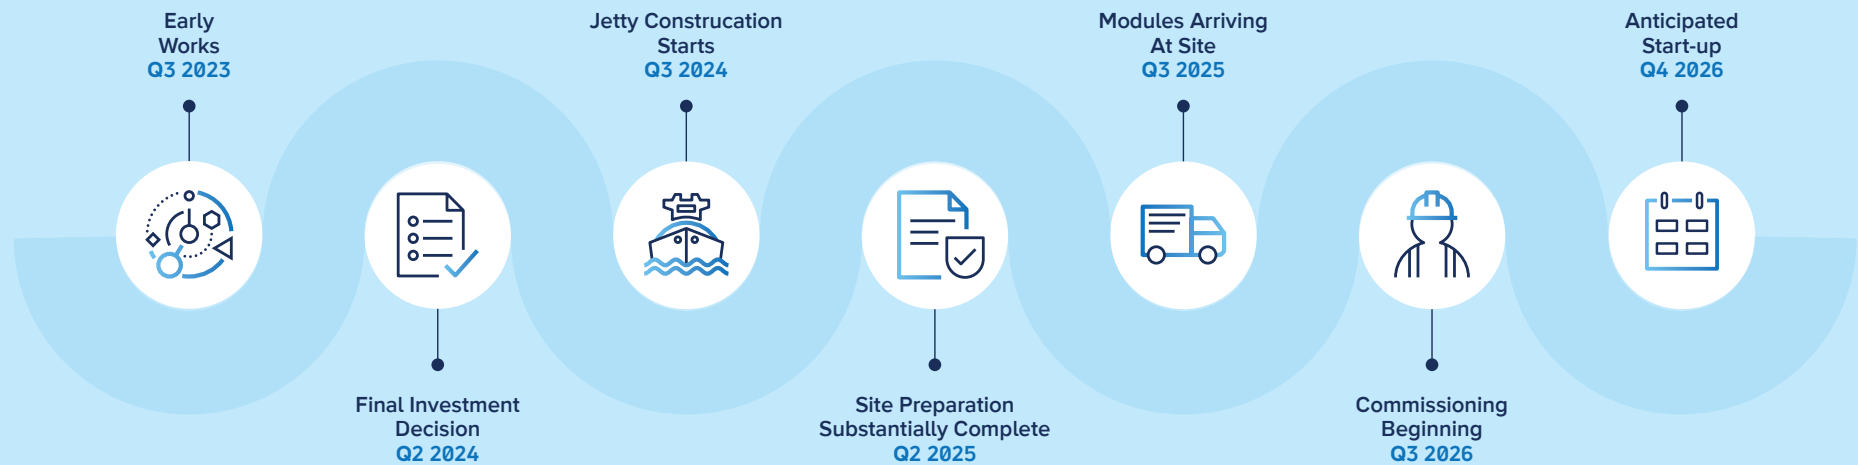 Early
Works
Q3 2023
Final Investment
Decision
Q2 2024
Jetty Construcation
Starts
Q3 2024
Site Preparation
Substantially Complete
Q2 2025
Modules Arriving
At Site
Q3 2025
Commissioning
Beginning
Q3 2026
Anticipated
Start-up
Q4 2026